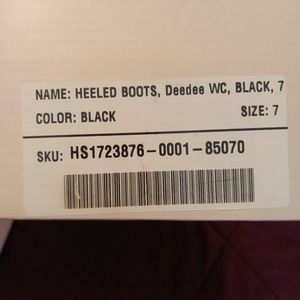 NAME: HEELED BOOTS, Deedee WC, BLACK, 7
COLOR: BLACK SIZE: 7
SKU: HS1723876-0001-85070